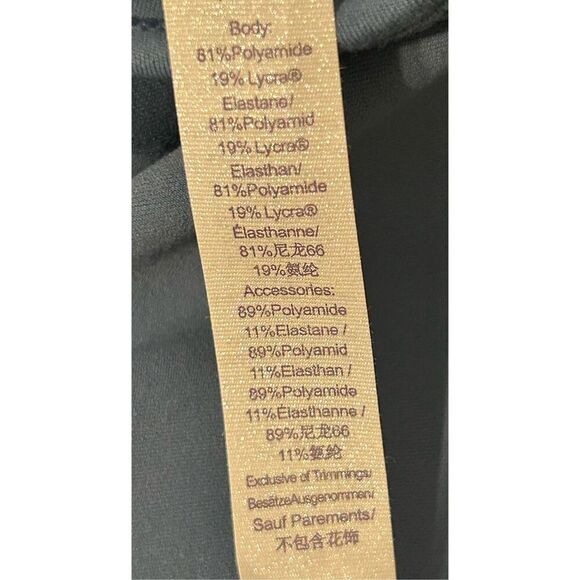 Body:
81%Polyamide
19% Lycra®
Elastane/
81%Polyamid
19% Lycra®
Elasthan/
81%Polyamide
19% Lycra®
Élasthanne/
81%尼龙66
19%氨纶
Accessories:
89%Polyamide
11%Elastane /
89%Polyamid
11%Elasthan /
89%Polyamide
11%Élasthanne /
89%尼龙66
11%氨纶
Exclusive of Trimmings/
BesätzeAusgenommen/
Sauf Parements/
不包含花饰